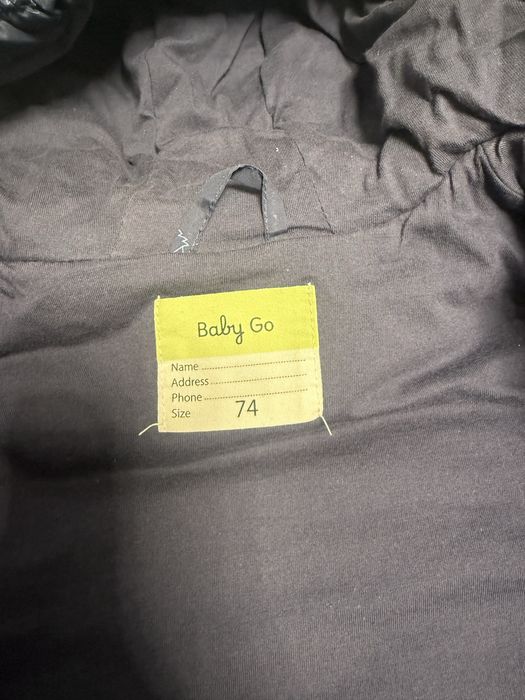 Baby Go
Name
Address
Phone
Size 74